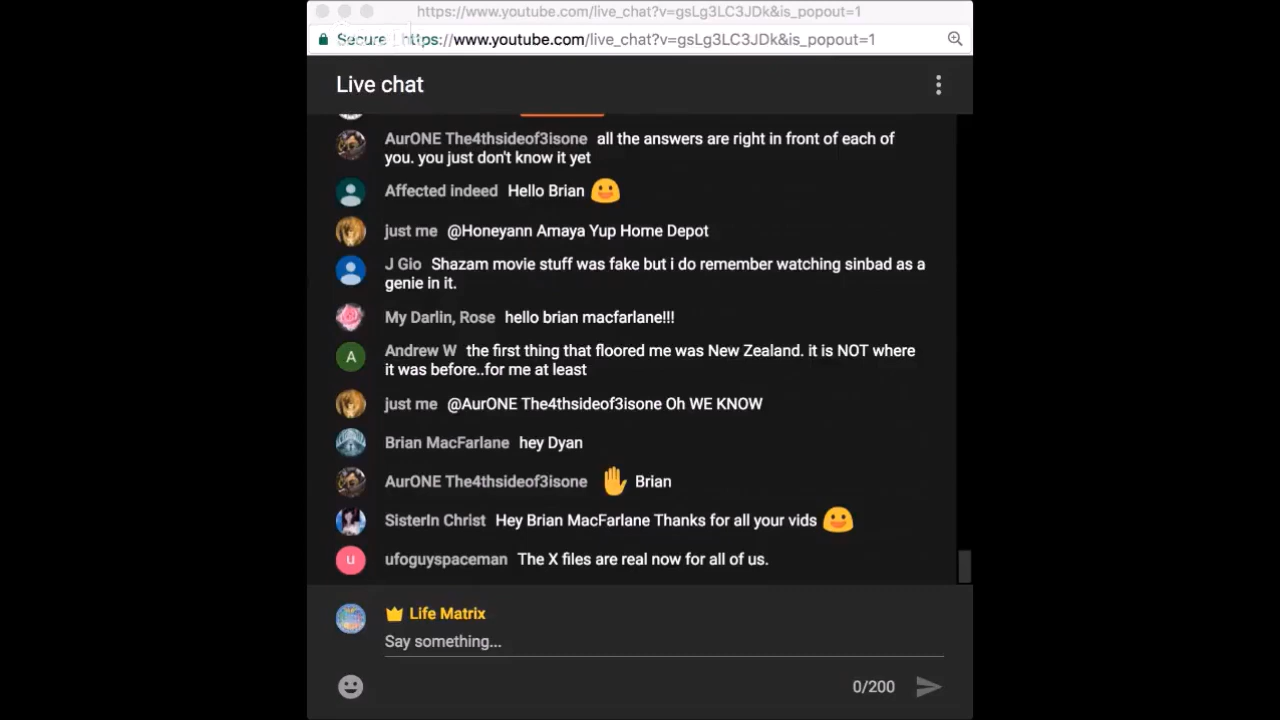 https://www.youtube.com/live_chat?v=gsLg3LC3JDk&is_popout=1
Secure https://www.youtube.com/live_chat?v=gsLg3LC3JDk&is_popout=1
Live chat
AurONE The4thsideof3isone all the answers are right in front of each of
you. you just don't know it yet
Affected indeed Hello Brian
just me @Honeyann Amaya Yup Home Depot
J Gio Shazam movie stuff was fake but i do remember watching sinbad as a
genie in it.
My Darlin, Rose hello brian macfarlane!!!
A
Andrew W the first thing that floored me was New Zealand. it is NOT where
it was before..for me at least
just me @AurONE The4thsideof3isone Oh WE KNOW
Brian MacFarlane hey Dyan
AurONE The4thsideof3isone Brian
SisterIn Christ Hey Brian MacFarlane Thanks for all your vids
u
ufoguyspaceman The X files are real now for all of us.
Life Matrix
Say something...
0/200